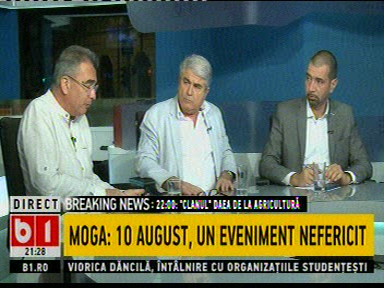 DIRECT
BREAKING NEWS
22:00: "CLANUL" DAEA DE LA AGRICULTURĂ
B1
21:28
MOGA: 10 AUGUST, UN EVENIMENT NEFERICIT
B1.RO
VIORICA DĂNCILĂ, ÎNTÂLNIRE CU ORGANIZAȚIILE STUDENȚEȘTI